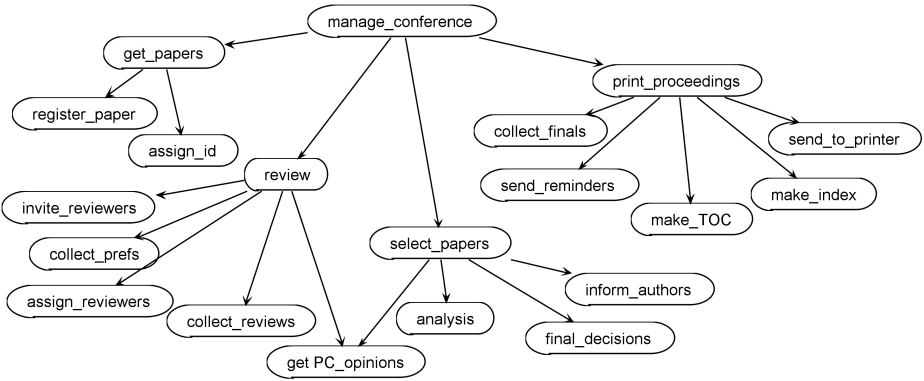 manage_conference
get_papers
print_proceedings
register_paper
collect_finals
send_to_printer
assign_id
review
send_reminders
make_index
invite_reviewers
make_TOC
select_papers
collect_prefs
inform_authors
assign_reviewers
analysis
collect_reviews
final_decisions
get PC_opinions